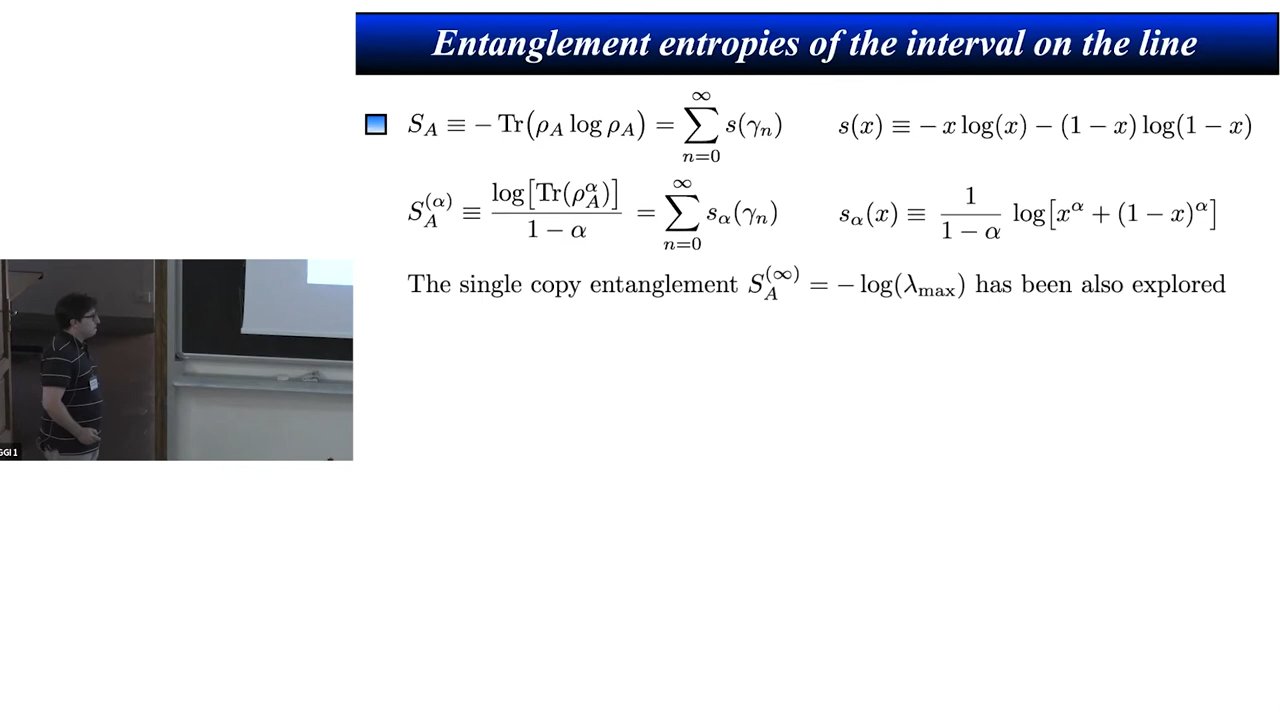 Entanglement entropies of the interval on the line
S_A ≡ − Tr(ρ_A log ρ_A) = ∑_{n=0}^{∞} s(γ_n) s(x) ≡ − x log(x) − (1 − x) log(1 − x)
S_A^{(α)} ≡ log[Tr(ρ_A^α)] / (1 − α) = ∑_{n=0}^{∞} s_α(γ_n) s_α(x) ≡ 1/(1 − α) log[x^α + (1 − x)^α]
The single copy entanglement S_A^{(∞)} = − log(λ_max) has been also explored
GGI 1